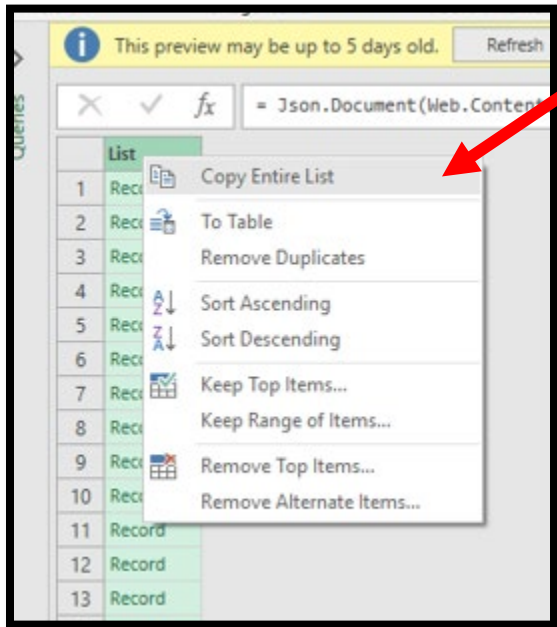 This preview may be up to 5 days old. Refresh
Queries
fx = Json.Document(Web.Content
List
Copy Entire List
1
2 To Table
3 Remove Duplicates
4
Sort Ascending
5
Sort Descending
6
7 Keep Top Items...
8 Keep Range of Items...
9 Remove Top Items...
10 Remove Alternate Items...
11 Record
12 Record
13 Record